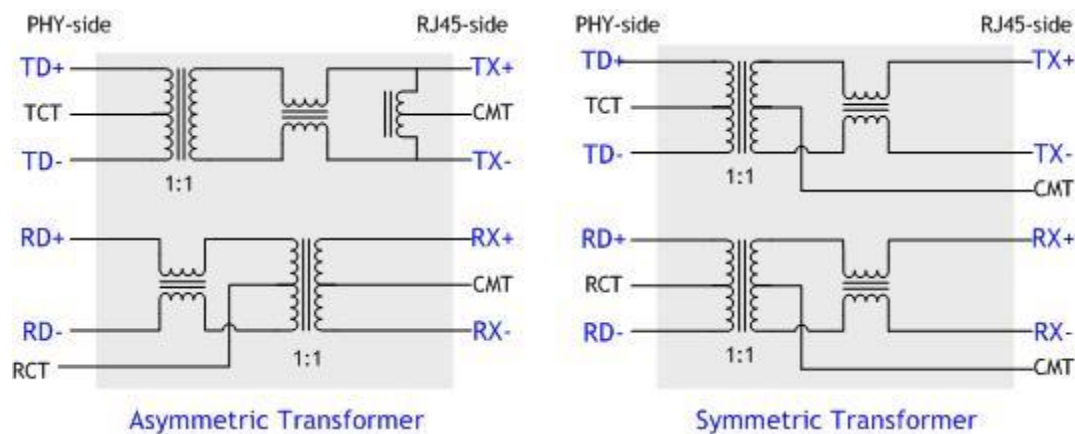 PHY-side RJ45-side
TD+ TX+
TCT CMT
TD- TX-
1:1
RD+ RX+
CMT
RD- RX-
RCT 1:1
Asymmetric Transformer
PHY-side RJ45-side
TD+ TX+
TCT
TD- TX-
1:1 CMT
RD+ RX+
RCT
RD- RX-
1:1 CMT
Symmetric Transformer